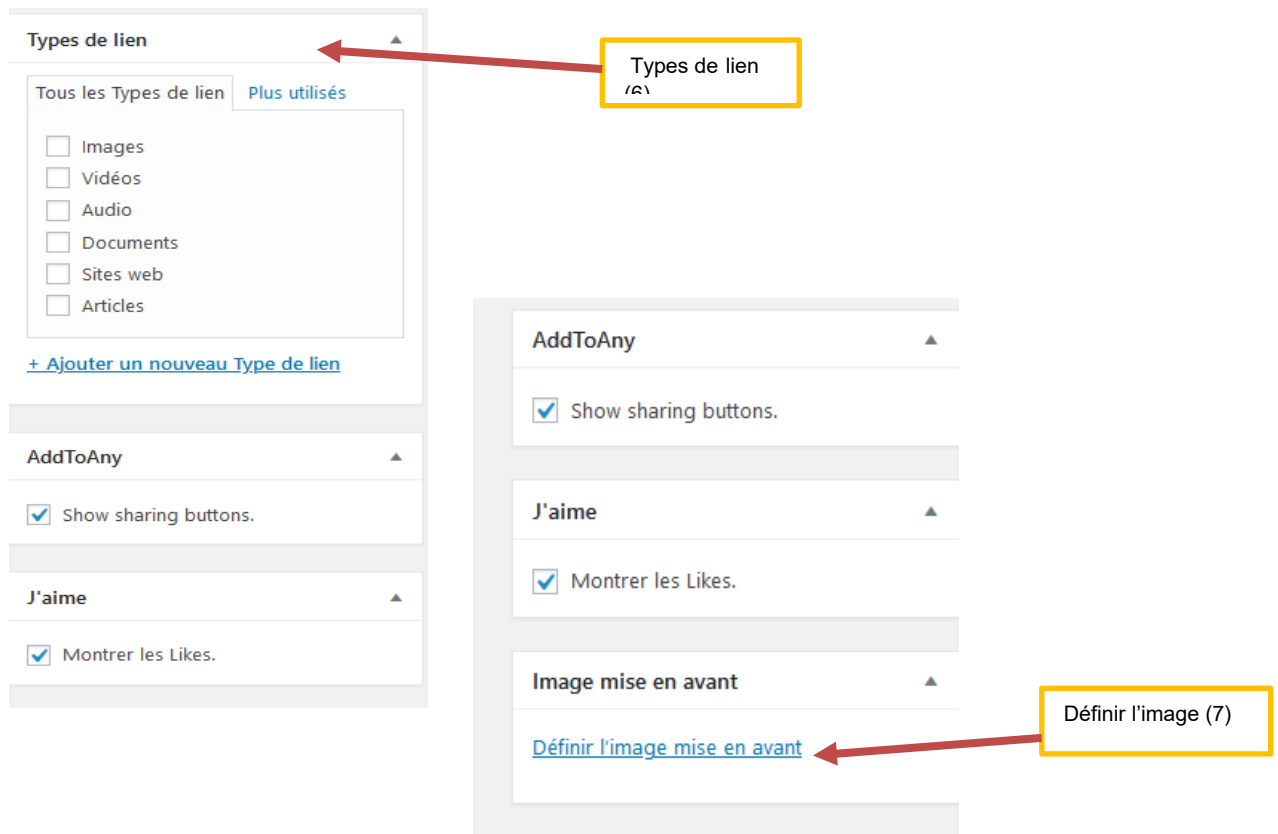 Types de lien
Tous les Types de lien Plus utilisés
Images
Vidéos
Audio
Documents
Sites web
Articles
+ Ajouter un nouveau Type de lien
AddToAny
Show sharing buttons.
J'aime
Montrer les Likes.
Types de lien
(6)
AddToAny
Show sharing buttons.
J'aime
Montrer les Likes.
Image mise en avant
Définir l'image mise en avant
Définir l’image (7)